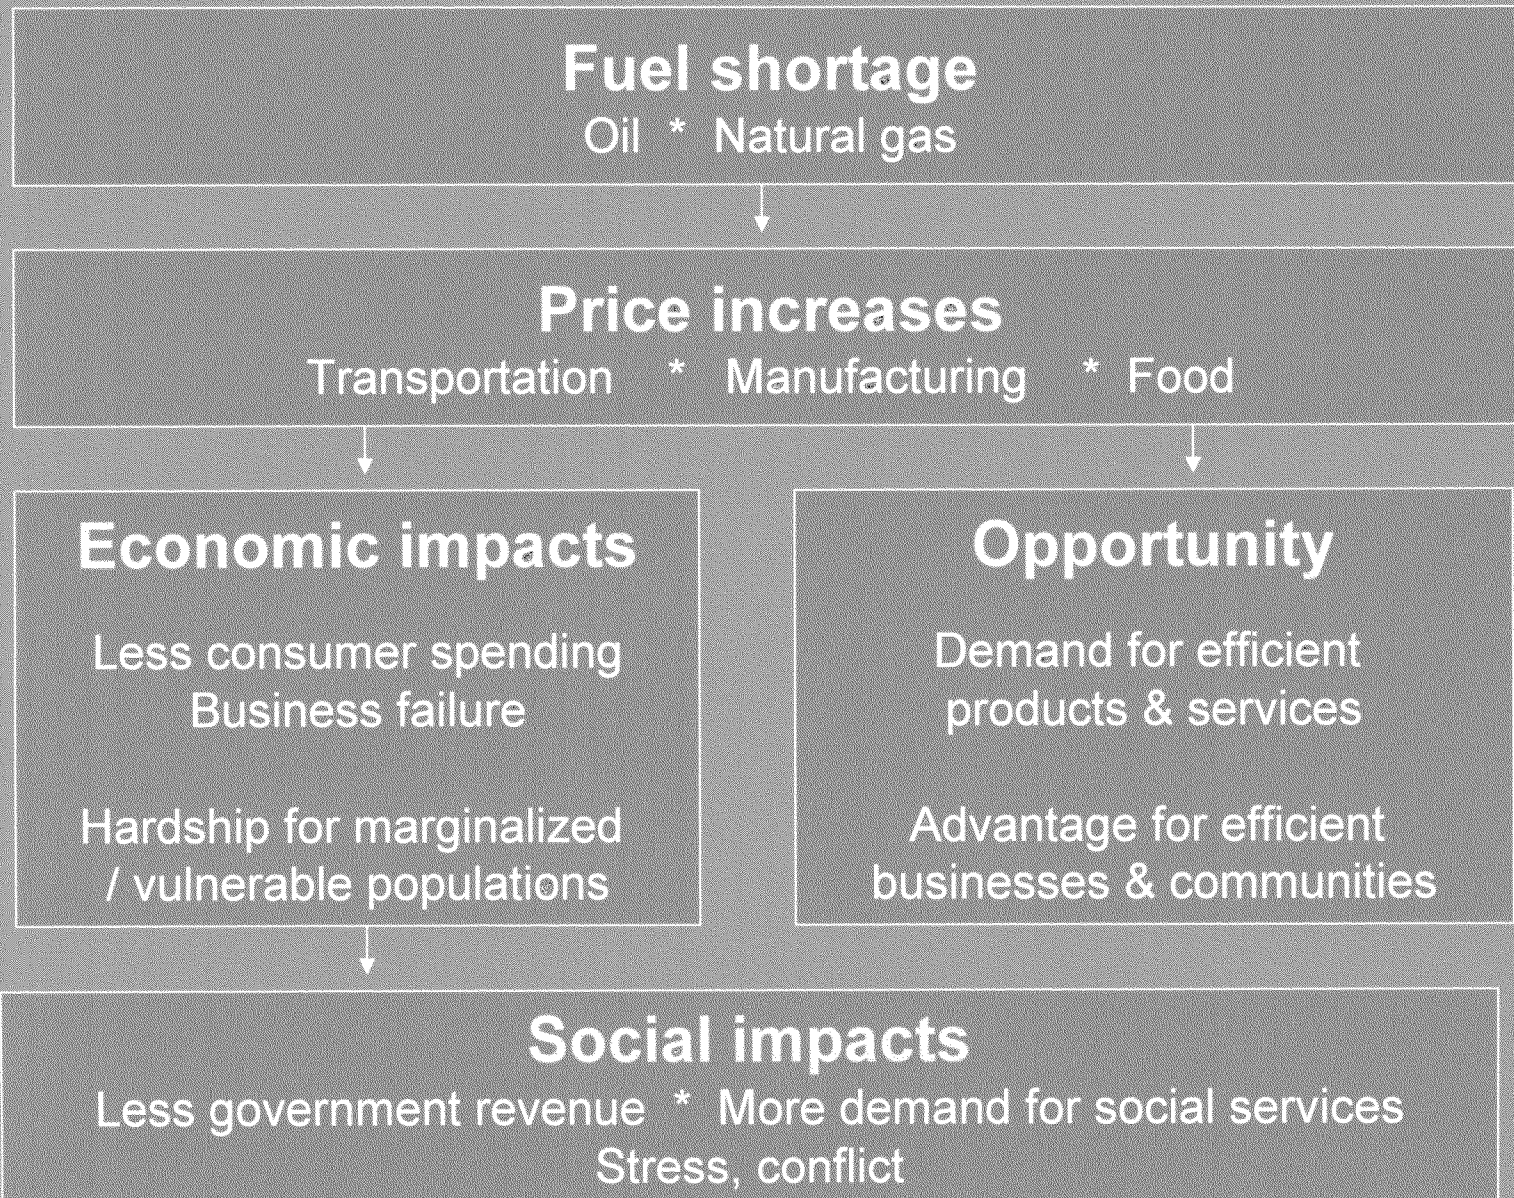 Fuel shortage
Oil * Natural gas
Price increases
Transportation * Manufacturing * Food
Economic impacts
Less consumer spending
Business failure
Hardship for marginalized
/ vulnerable populations
Opportunity
Demand for efficient
products & services
Advantage for efficient
businesses & communities
Social impacts
Less government revenue * More demand for social services
Stress, conflict